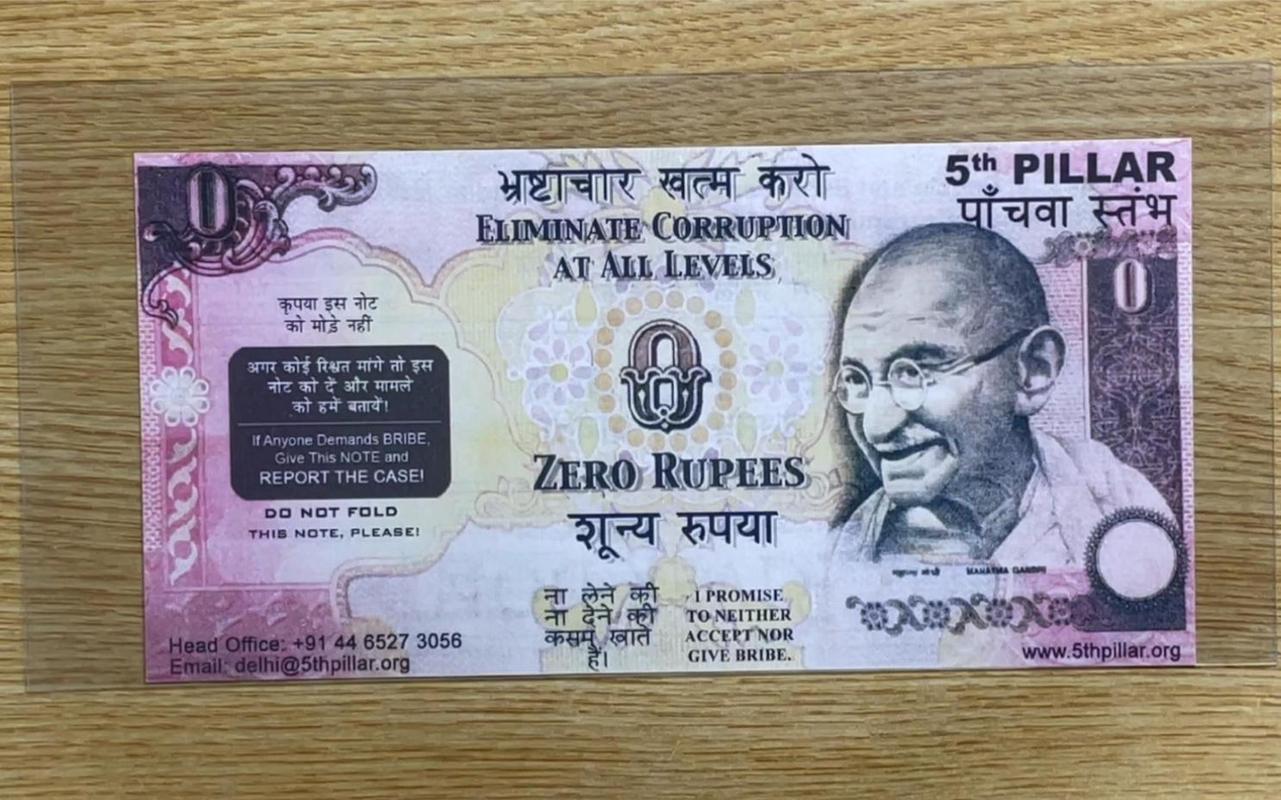 0
भ्रष्टाचार खत्म करो
ELIMINATE CORRUPTION
AT ALL LEVELS
5th PILLAR
पाँचवा स्तंभ
0
कृपया इस नोट
को मोड़े नहीं
अगर कोई रिश्वत मांगे तो इस
नोट को दें और मामले
को हमें बतायें!
If Anyone Demands BRIBE,
Give This NOTE and
REPORT THE CASE!
DO NOT FOLD
THIS NOTE, PLEASE!
0
ZERO RUPEES
शून्य रुपया
ना लेने की
ना देने की
कसम खाते
हैं।
I PROMISE
TO NEITHER
ACCEPT NOR
GIVE BRIBE.
महात्मा गांधी MAHATMA GANDHI
Head Office: +91 44 6527 3056
Email: delhi@5thpillar.org
www.5thpillar.org